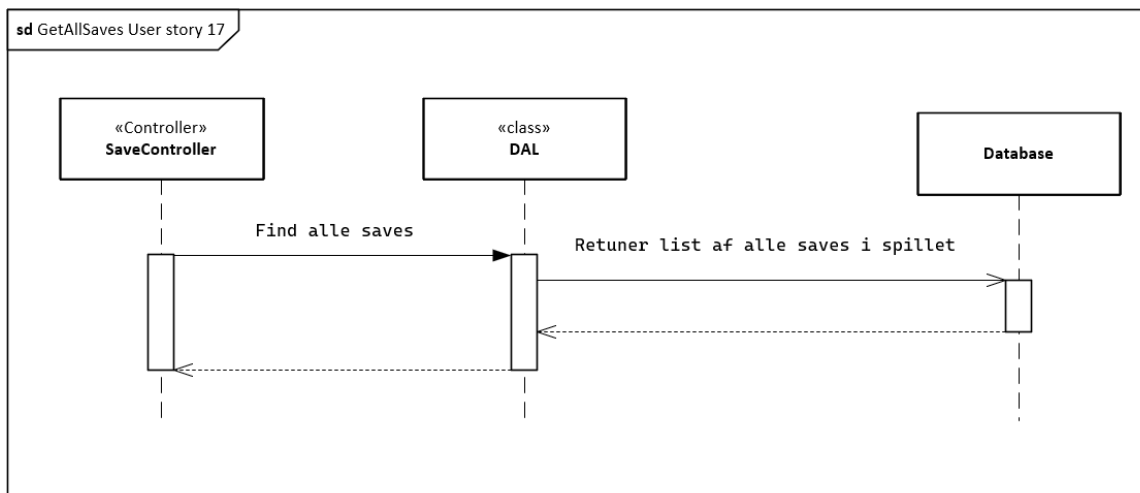 sd GetAllSaves User story 17
«Controller»
SaveController
«class»
DAL
Database
Find alle saves
Retuner list af alle saves i spillet